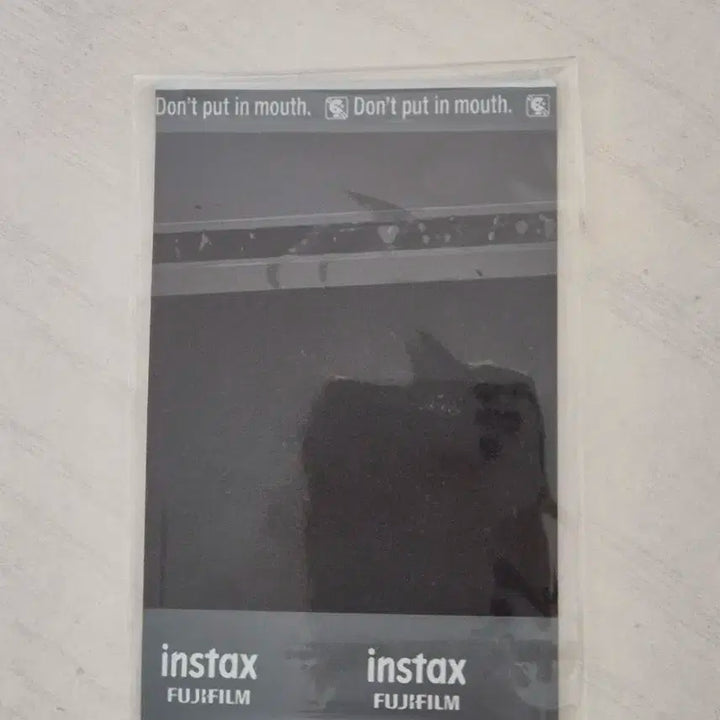 Don't put in mouth. Don't put in mouth.
instax instax
FUJIFILM FUJIFILM